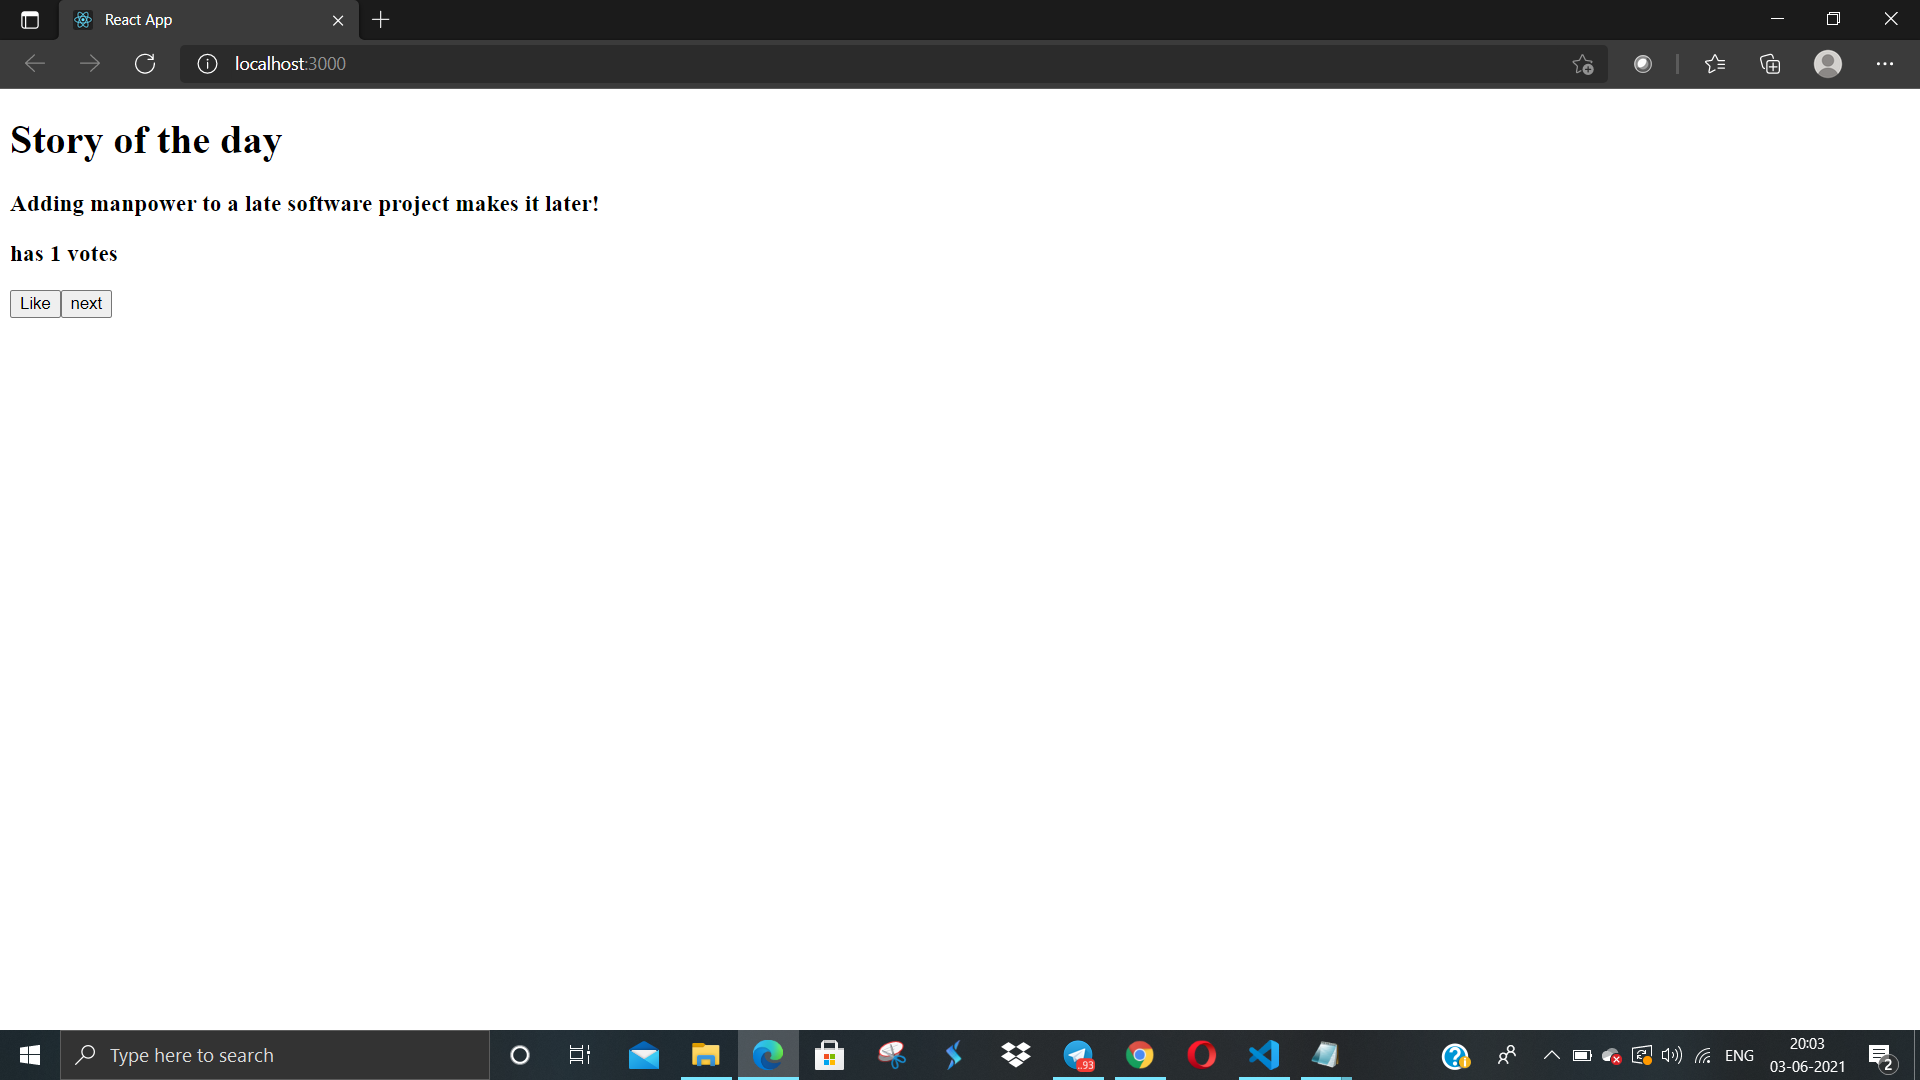 React App
localhost:3000
Story of the day
Adding manpower to a late software project makes it later!
has 1 votes
Like next
Type here to search
..93
ENG
20:03
03-06-2021
2